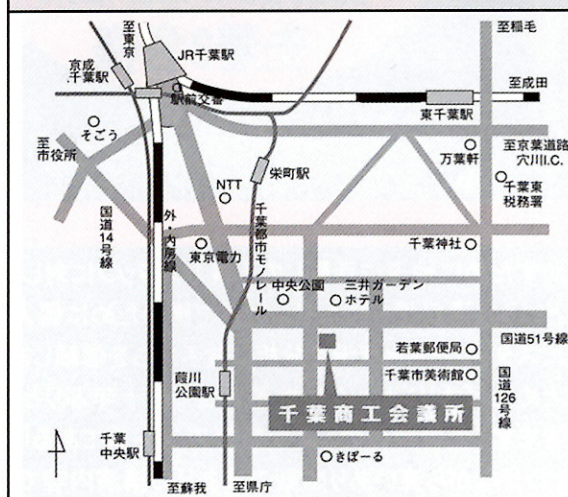 至東京
JR千葉駅
至稲毛
京成
千葉駅
駅前交番
至成田
東千葉駅
そごう
至
市役所
万葉軒
至京葉道路
穴川I.C.
栄町駅
千葉東
税務署
NTT
国道14号線
外・内房線
千葉都市モノレール
東京電力
千葉神社
中央公園
三井ガーデン
ホテル
国道51号線
若葉郵便局
千葉市美術館
国道126号線
葭川
公園駅
千葉商工会議所
千葉
中央駅
きぼーる
至蘇我
至県庁